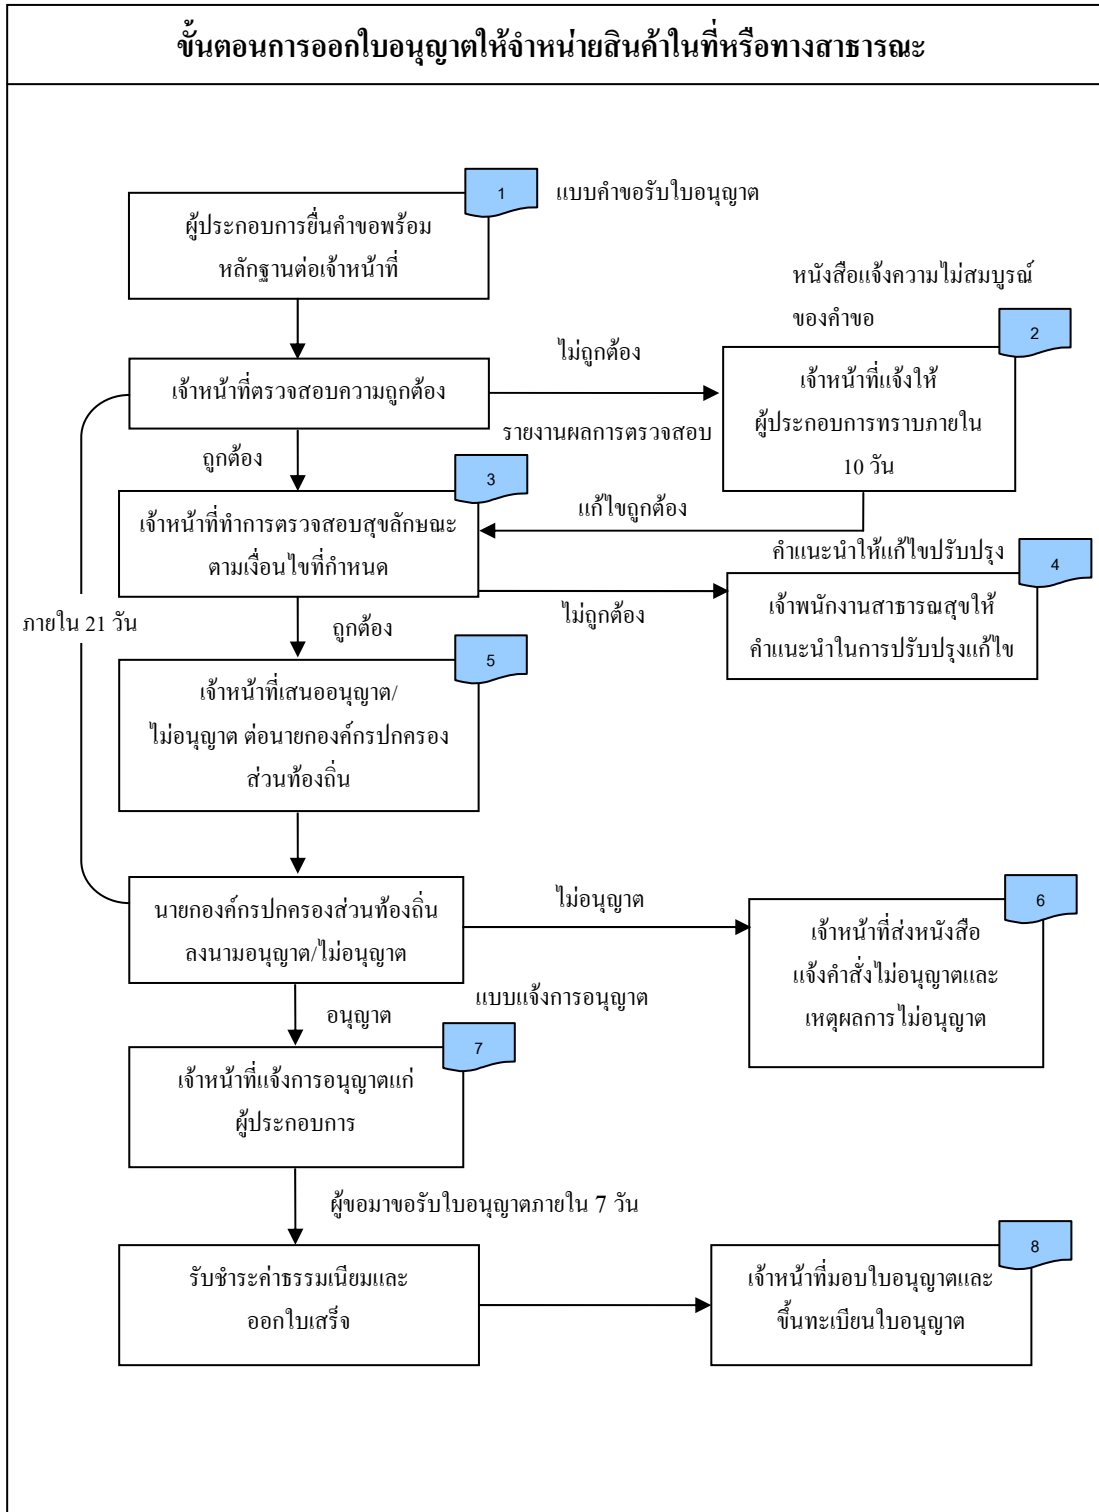 ขั้นตอนการออกใบอนุญาตให้จำหน่ายสินค้าในที่หรือทางสาธารณะ
1
แบบคำขอรับใบอนุญาต
ผู้ประกอบการยื่นคำขอพร้อม
หลักฐานต่อเจ้าหน้าที่
หนังสือแจ้งความไม่สมบูรณ์
ของคำขอ
2
ไม่ถูกต้อง
เจ้าหน้าที่ตรวจสอบความถูกต้อง
เจ้าหน้าที่แจ้งให้
ผู้ประกอบการทราบภายใน
10 วัน
รายงานผลการตรวจสอบ
ถูกต้อง
3
แก้ไขถูกต้อง
เจ้าหน้าที่ทำการตรวจสอบสุขลักษณะ
ตามเงื่อนไขที่กำหนด
คำแนะนำให้แก้ไขปรับปรุง
4
ไม่ถูกต้อง
เจ้าพนักงานสาธารณสุขให้
คำแนะนำในการปรับปรุงแก้ไข
ภายใน 21 วัน
ถูกต้อง
5
เจ้าหน้าที่เสนออนุญาต/
ไม่อนุญาต ต่อนายกองค์กรปกครอง
ส่วนท้องถิ่น
ไม่อนุญาต
6
นายกองค์กรปกครองส่วนท้องถิ่น
ลงนามอนุญาต/ไม่อนุญาต
เจ้าหน้าที่ส่งหนังสือ
แจ้งคำสั่งไม่อนุญาตและ
เหตุผลการไม่อนุญาต
แบบแจ้งการอนุญาต
อนุญาต
7
เจ้าหน้าที่แจ้งการอนุญาตแก่
ผู้ประกอบการ
ผู้ขอมาขอรับใบอนุญาตภายใน 7 วัน
8
รับชำระค่าธรรมเนียมและ
ออกใบเสร็จ
เจ้าหน้าที่มอบใบอนุญาตและ
ขึ้นทะเบียนใบอนุญาต